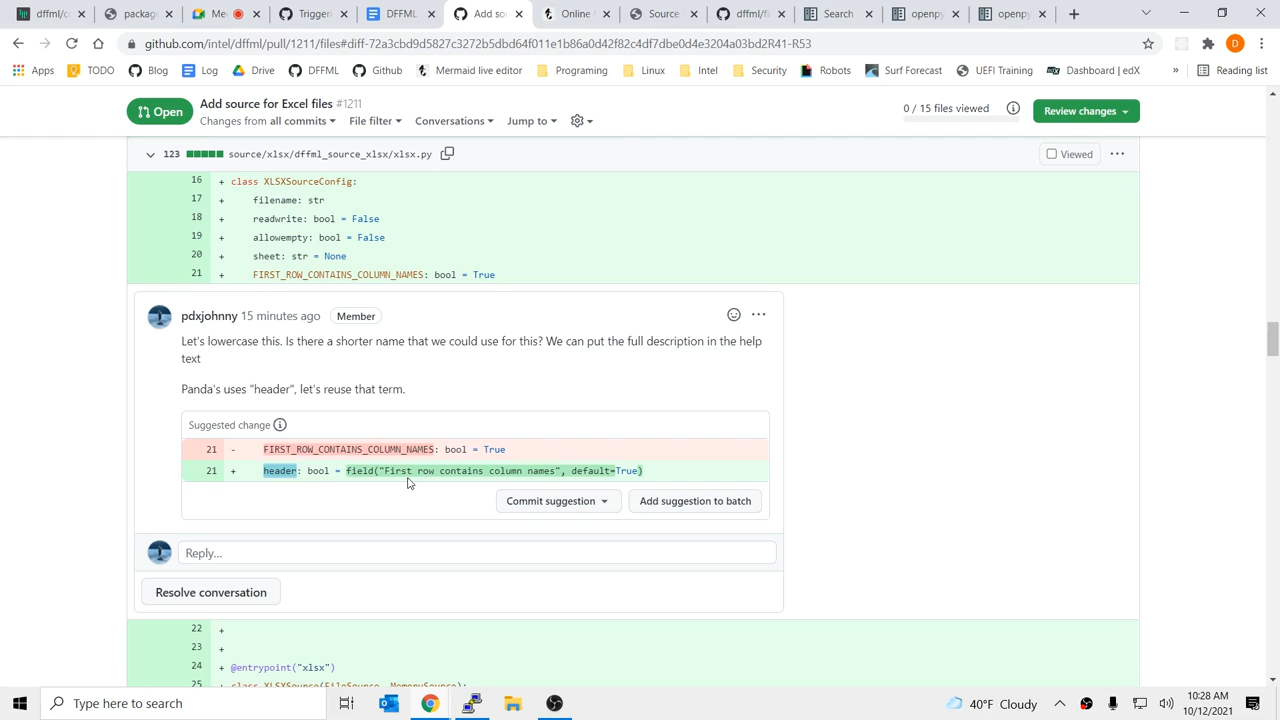 dffml/d
packag
Me
Triggeri
DFFML
Add so
Online
Source
dffml/
Search
openpy
openpy
github.com/intel/dffml/pull/1211/files#diff-72a3cbd9d5827c3273b5dbd64f011e1b86a0d42f82c4df7dbe0d4e3204a03bd2R41-R53
Apps
TODO
Blog
Log
Drive
DFFML
Github
Mermaid live editor
Programing
Linux
Intel
Security
Robots
Surf Forecast
UEFI Training
Dashboard | edX
»
Reading list
Open
Add source for Excel files #1211
Changes from all commits
File filter
Conversations
Jump to
0 / 15 files viewed
Review changes
123 source/xlsx/dffml_source_xlsx/xlsx.py
Viewed
16 + class XLSXSourceConfig:
17 + filename: str
18 + readwrite: bool = False
19 + allowempty: bool = False
20 + sheet: str = None
21 + FIRST_ROW_CONTAINS_COLUMN_NAMES: bool = True
pdxjohnny 15 minutes ago Member
Let's lowercase this. Is there a shorter name that we could use for this? We can put the full description in the help
text
Panda's uses "header", let's reuse that term.
Suggested change
21 - FIRST_ROW_CONTAINS_COLUMN_NAMES: bool = True
21 + header: bool = field("First row contains column names", default=True)
Commit suggestion
Add suggestion to batch
Reply...
Resolve conversation
22 +
23 +
24 + @entrypoint("xlsx")
25 + class XLSXSource(FileSource, MemorySource):
Type here to search
40°F Cloudy
10:28 AM
10/12/2021